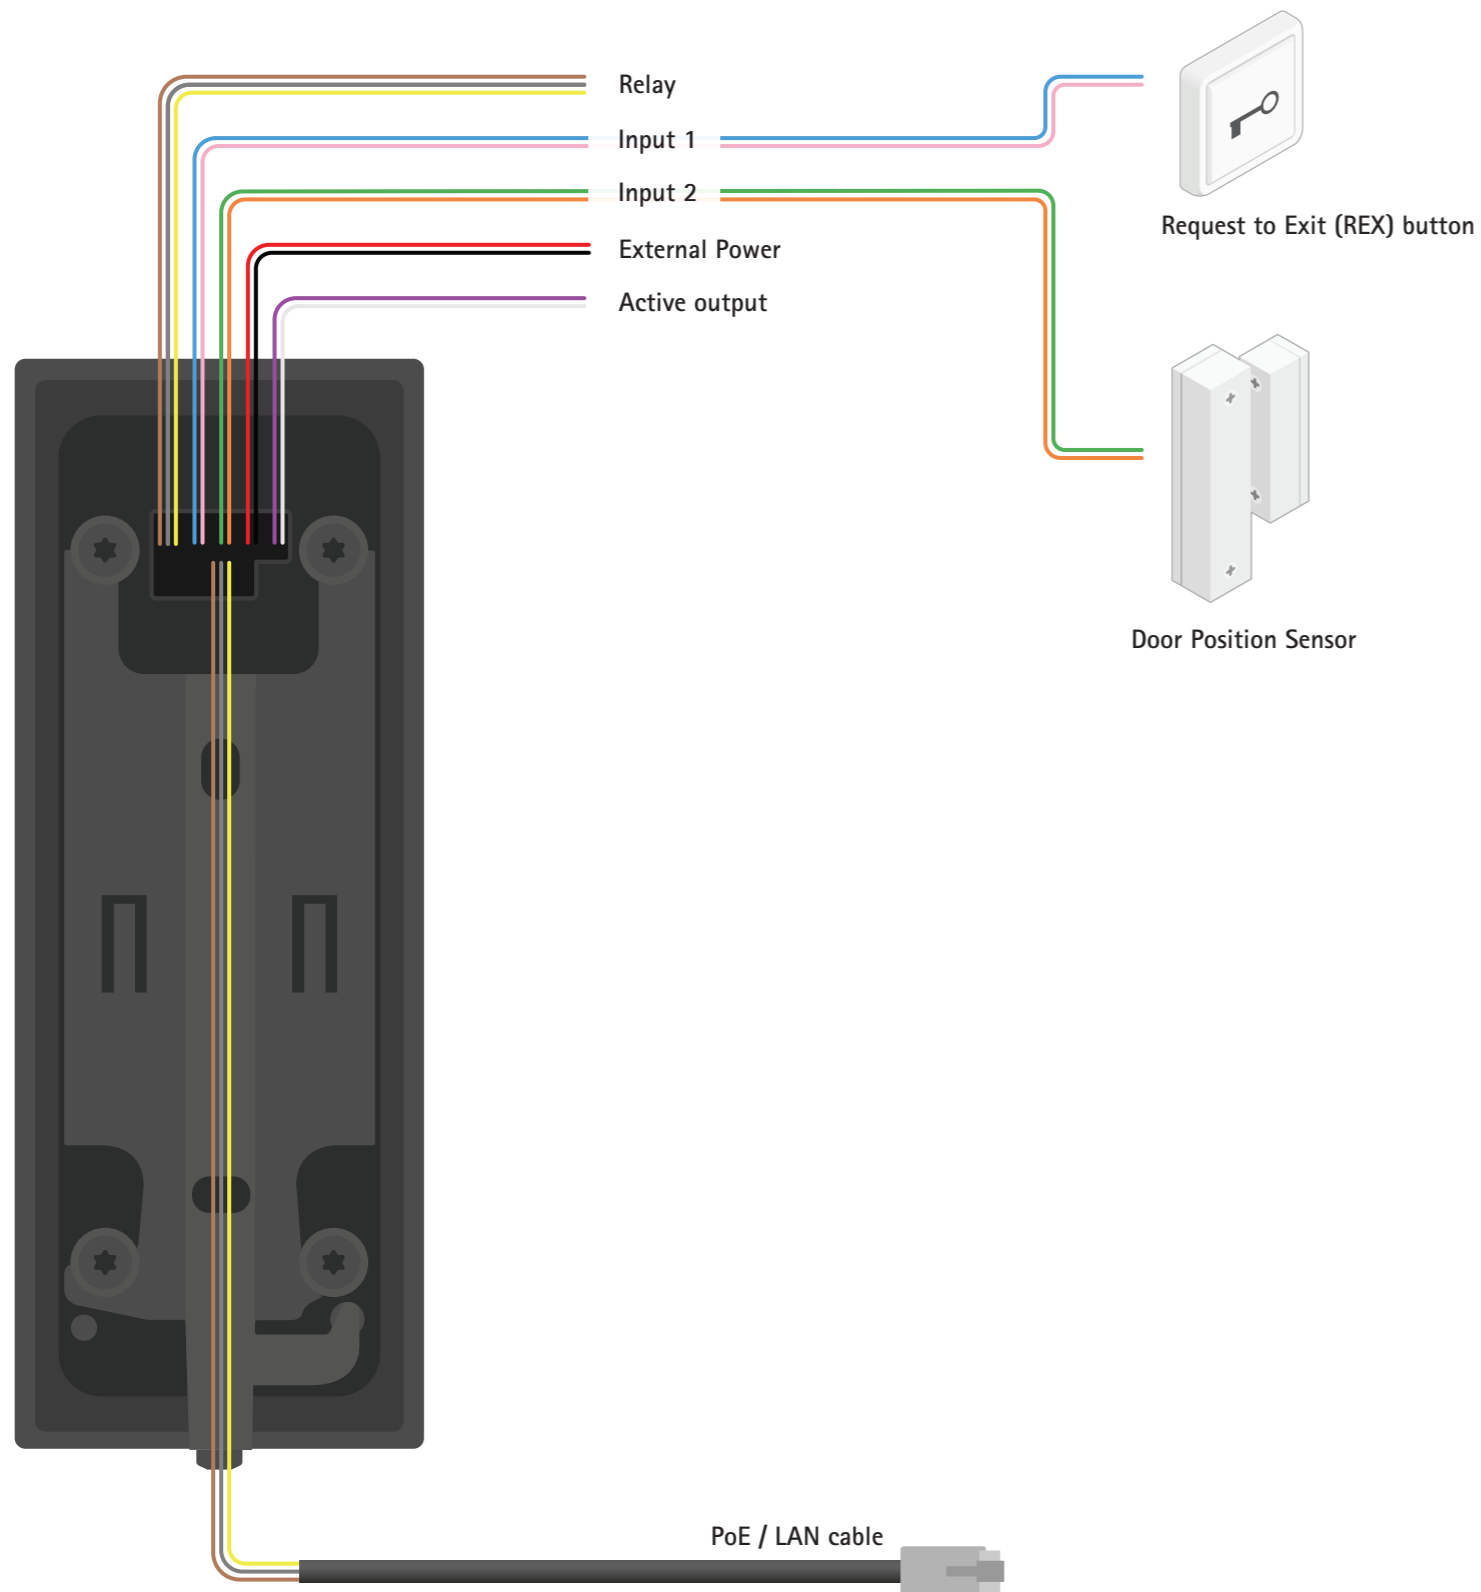 Relay
Input 1
Input 2
External Power
Active output
Request to Exit (REX) button
Door Position Sensor
PoE / LAN cable